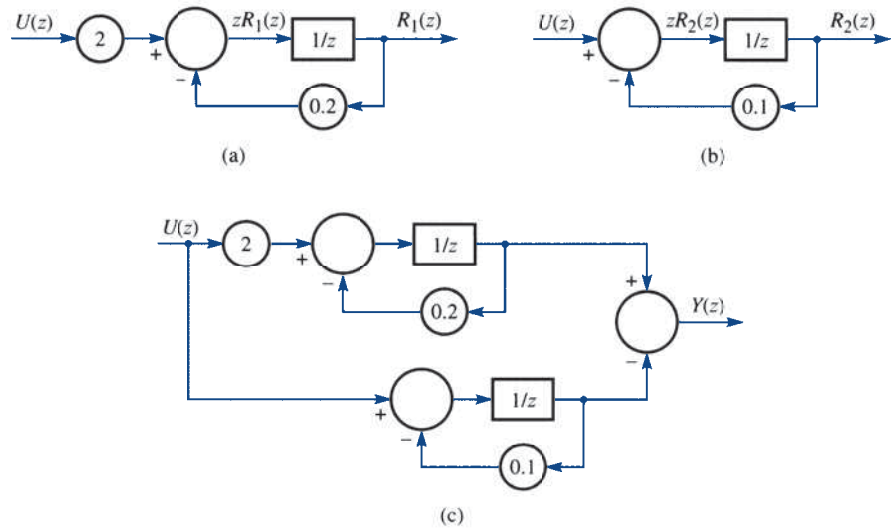 U(z) 2 + − zR₁(z) 1/z R₁(z)
0.2
(a)
U(z) + − zR₂(z) 1/z R₂(z)
0.1
(b)
U(z)
2 + − 1/z
0.2
+
Y(z)
−
+ − 1/z
0.1
(c)